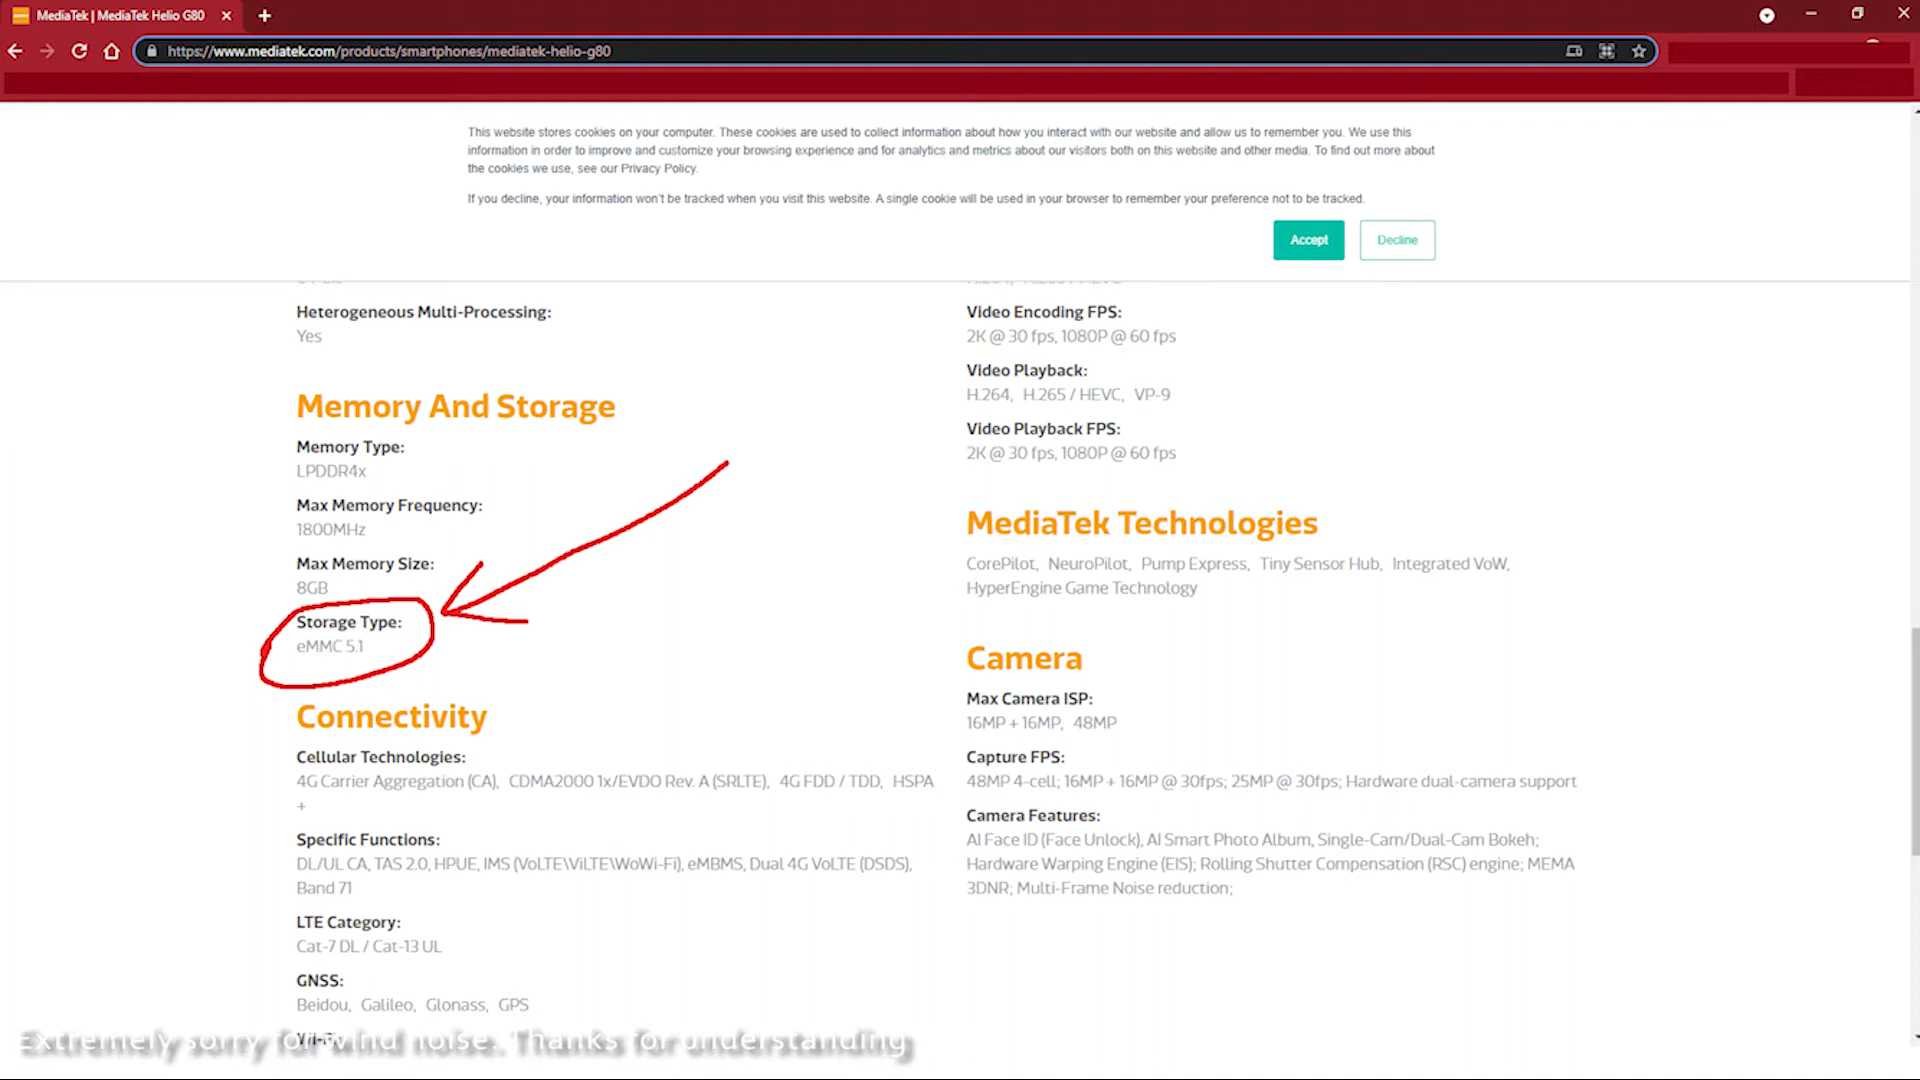 MediaTek | MediaTek Helio G80
https://www.mediatek.com/products/smartphones/mediatek-helio-g80
This website stores cookies on your computer. These cookies are used to collect information about how you interact with our website and allow us to remember you. We use this
information in order to improve and customize your browsing experience and for analytics and metrics about our visitors both on this website and other media. To find out more about
the cookies we use, see our Privacy Policy.
If you decline, your information won't be tracked when you visit this website. A single cookie will be used in your browser to remember your preference not to be tracked.
Accept
Decline
Heterogeneous Multi-Processing:
Yes
Memory And Storage
Memory Type:
LPDDR4x
Max Memory Frequency:
1800MHz
Max Memory Size:
8GB
Storage Type:
eMMC 5.1
Connectivity
Cellular Technologies:
4G Carrier Aggregation (CA), CDMA2000 1x/EVDO Rev. A (SRLTE), 4G FDD / TDD, HSPA
+
Specific Functions:
DL/UL CA, TAS 2.0, HPUE, IMS (VoLTE\ViLTE\WoWi-Fi), eMBMS, Dual 4G VoLTE (DSDS),
Band 71
LTE Category:
Cat-7 DL / Cat-13 UL
GNSS:
Beidou, Galileo, Glonass, GPS
Wi-Fi
Video Encoding FPS:
2K @ 30 fps, 1080P @ 60 fps
Video Playback:
H.264, H.265 / HEVC, VP-9
Video Playback FPS:
2K @ 30 fps, 1080P @ 60 fps
MediaTek Technologies
CorePilot, NeuroPilot, Pump Express, Tiny Sensor Hub, Integrated VoW,
HyperEngine Game Technology
Camera
Max Camera ISP:
16MP + 16MP, 48MP
Capture FPS:
48MP 4-cell; 16MP + 16MP @ 30fps; 25MP @ 30fps; Hardware dual-camera support
Camera Features:
AI Face ID (Face Unlock), AI Smart Photo Album, Single-Cam/Dual-Cam Bokeh;
Hardware Warping Engine (EIS); Rolling Shutter Compensation (RSC) engine; MEMA
3DNR; Multi-Frame Noise reduction;
Extremely sorry for wind noise. Thanks for understanding